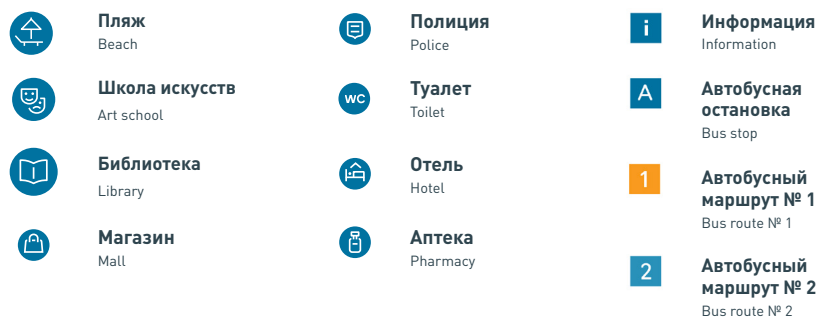 Пляж
Beach
Школа искусств
Art school
Библиотека
Library
Магазин
Mall
Полиция
Police
WC
Туалет
Toilet
Отель
Hotel
Аптека
Pharmacy
i
Информация
Information
A
Автобусная
остановка
Bus stop
1
Автобусный
маршрут № 1
Bus route № 1
2
Автобусный
маршрут № 2
Bus route № 2